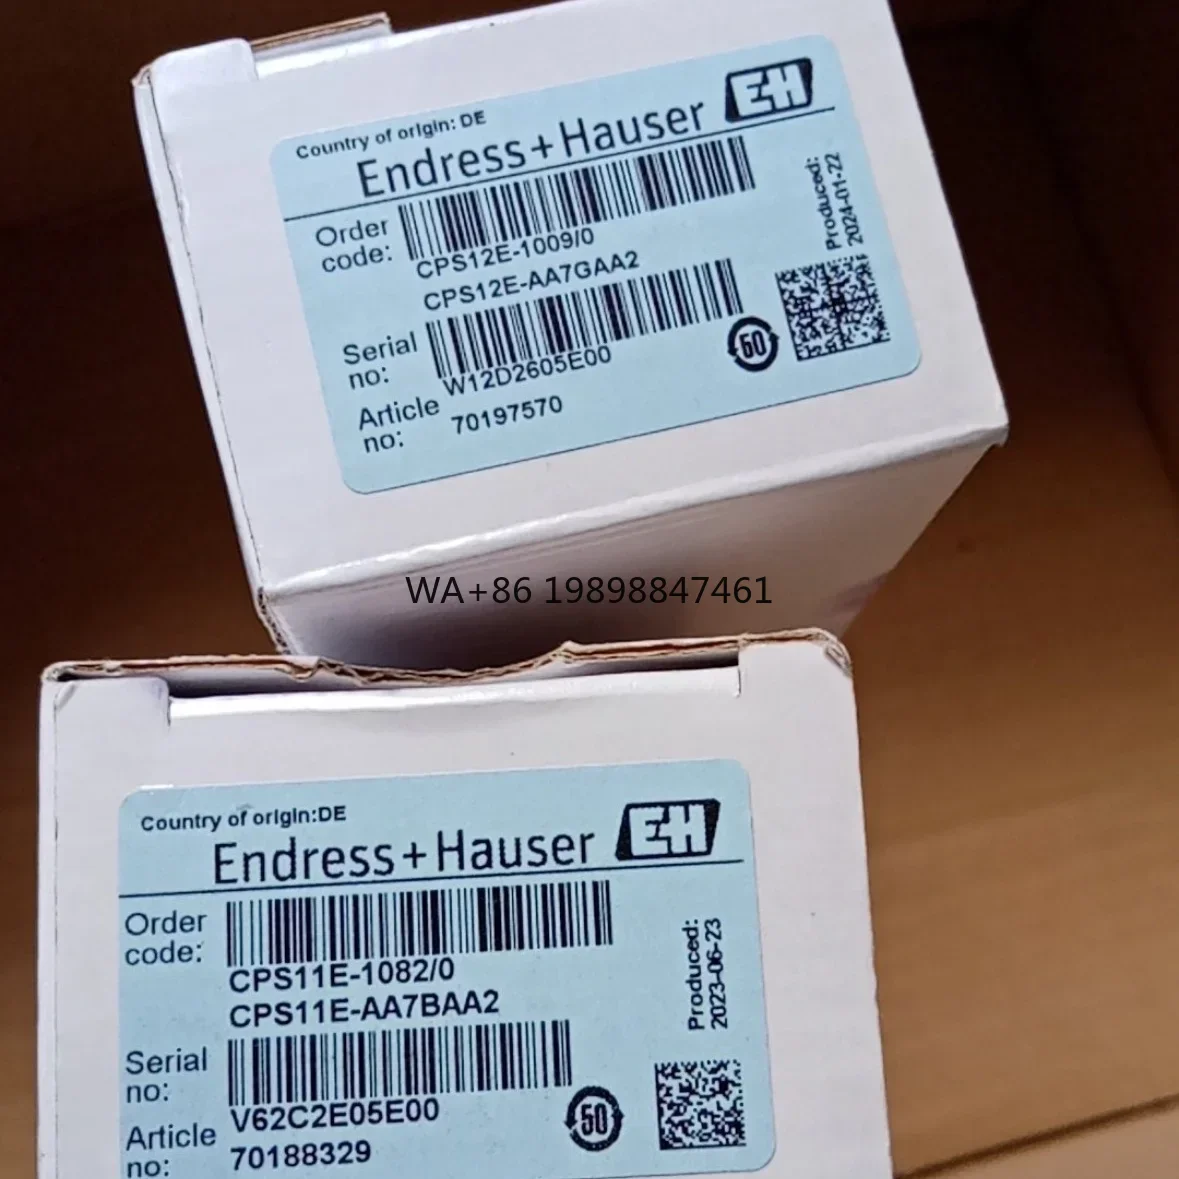 Country of origin: DE
EH
Endress+Hauser
Order
code:
CPS12E-1009/0
CPS12E-AA7GAA2
Serial
no:
W12D2605E00
Article
no:
70197570
Produced:
2024-01-22
50
WA+86 19898847461
Country of origin:DE
EH
Endress+Hauser
Order
code:
CPS11E-1082/0
CPS11E-AA7BAA2
Serial
no:
V62C2E05E00
Article
no:
70188329
Produced:
2023-06-23
50